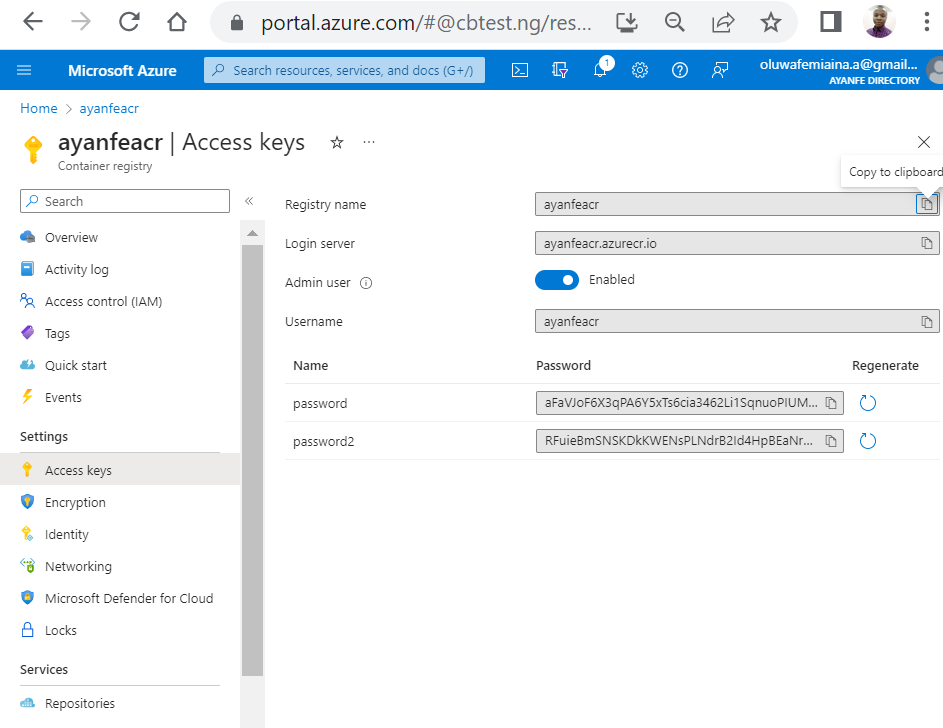 portal.azure.com/#@cbtest.ng/res...
Microsoft Azure
Search resources, services, and docs (G+/)
1
oluwafemiaina.a@gmail...
AYANFE DIRECTORY
Home > ayanfeacr
ayanfeacr | Access keys
Container registry
Copy to clipboard
Search
Overview
Activity log
Access control (IAM)
Tags
Quick start
Events
Settings
Access keys
Encryption
Identity
Networking
Microsoft Defender for Cloud
Locks
Services
Repositories
Registry name
ayanfeacr
Login server
ayanfeacr.azurecr.io
Admin user
Enabled
Username
ayanfeacr
Name Password Regenerate
password aFaVJoF6X3qPA6Y5xTs6cia3462Li1SqnuoPIUM...
password2 RFuieBmSNSKDkKWENsPLNdrB2Id4HpBEaNr...